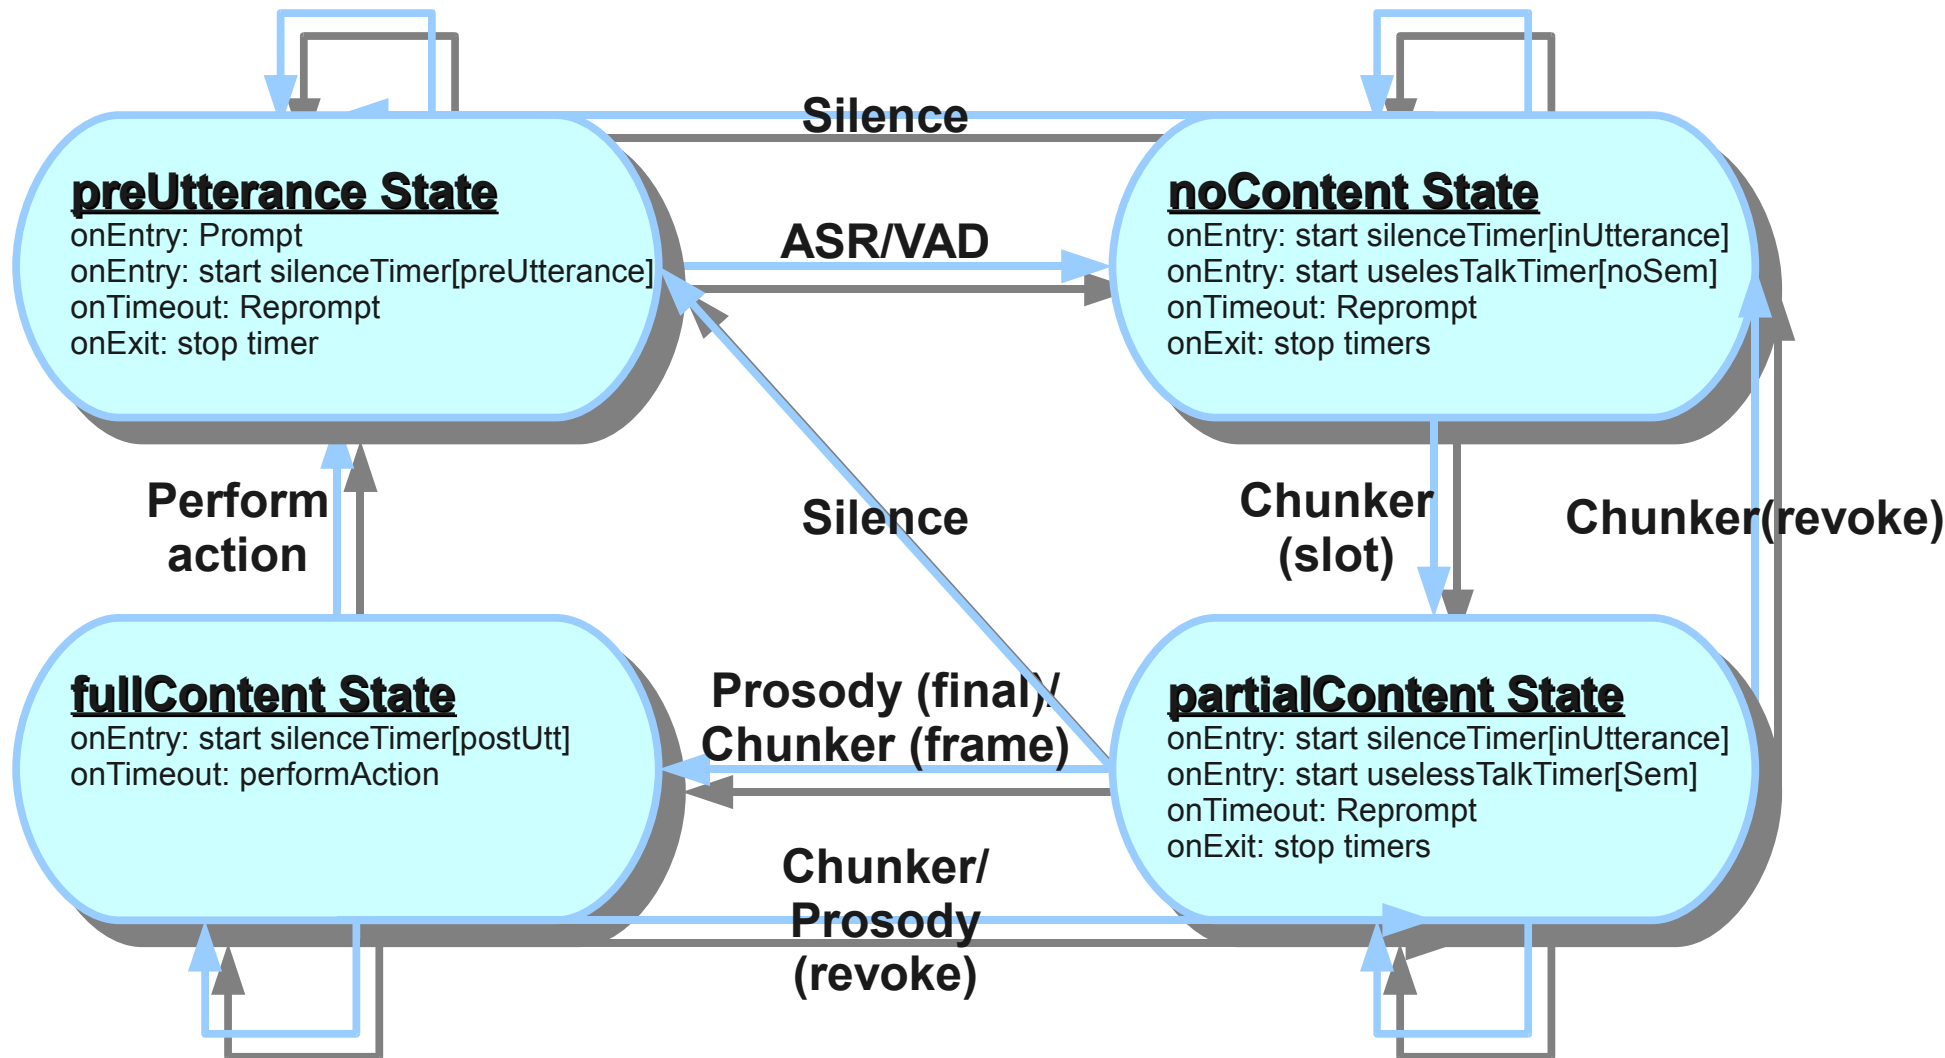 Silence
preUtterance State
onEntry: Prompt
onEntry: start silenceTimer[preUtterance]
onTimeout: Reprompt
onExit: stop timer
ASR/VAD
noContent State
onEntry: start silenceTimer[inUtterance]
onEntry: start uselesTalkTimer[noSem]
onTimeout: Reprompt
onExit: stop timers
Perform
action
Silence
Chunker
(slot)
Chunker(revoke)
fullContent State
onEntry: start silenceTimer[postUtt]
onTimeout: performAction
Prosody (final)/
Chunker (frame)
partialContent State
onEntry: start silenceTimer[inUtterance]
onEntry: start uselessTalkTimer[Sem]
onTimeout: Reprompt
onExit: stop timers
Chunker/
Prosody
(revoke)